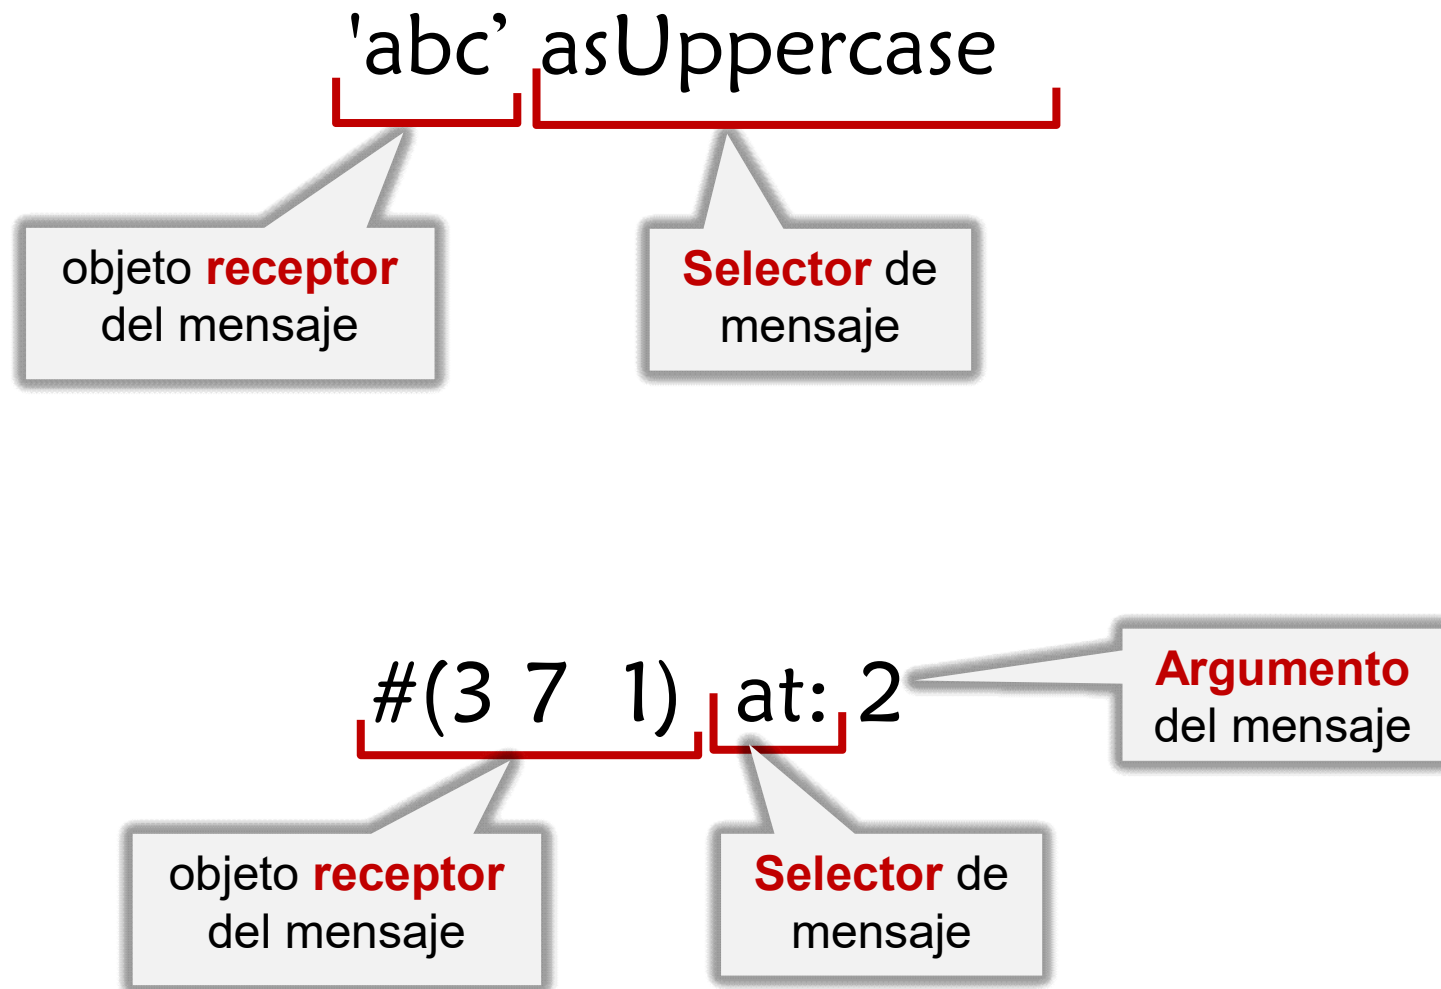 'abc’ asUppercase
objeto receptor
del mensaje
Selector de
mensaje
#(3 7 1) at: 2
Argumento
del mensaje
objeto receptor
del mensaje
Selector de
mensaje